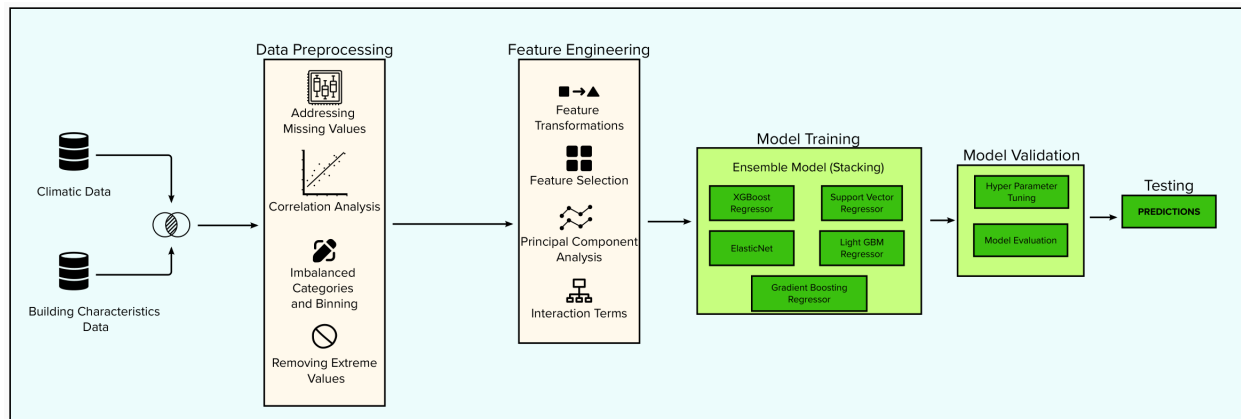 Climatic Data
Building Characteristics
Data
Data Preprocessing
Addressing
Missing Values
Correlation Analysis
Imbalanced
Categories
and Binning
Removing Extreme
Values
Feature Engineering
Feature
Transformations
Feature Selection
Principal Component
Analysis
Interaction Terms
Model Training
Ensemble Model (Stacking)
XGBoost
Regressor
Support Vector
Regressor
ElasticNet
Light GBM
Regressor
Gradient Boosting
Regressor
Model Validation
Hyper Parameter
Tuning
Model Evaluation
Testing
PREDICTIONS